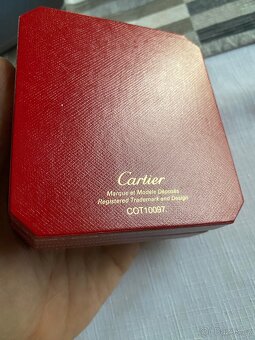 Cartier
Marque et Modèle Déposés
Registered Trademark and Design
COT10097